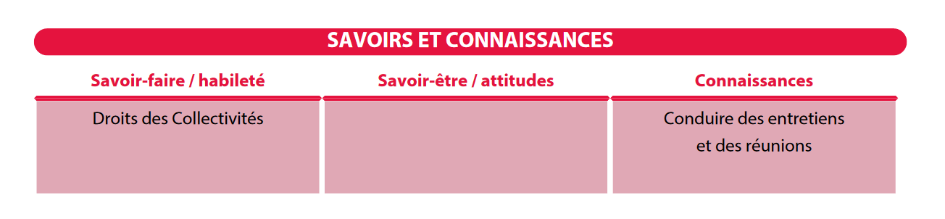 SAVOIRS ET CONNAISSANCES
Savoir-faire / habileté
Savoir-être / attitudes
Connaissances
Droits des Collectivités
Conduire des entretiens
et des réunions